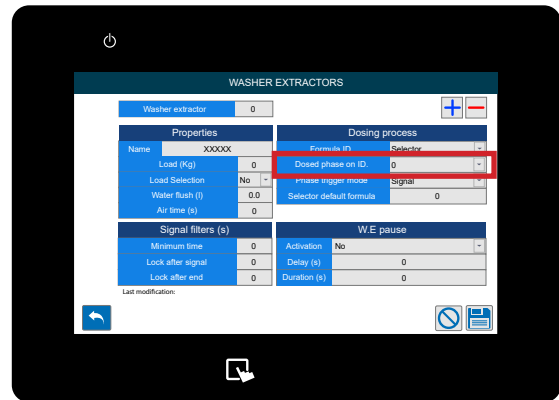 WASHER EXTRACTORS
Washer extractor 0
Properties
Name XXXXX
Load (Kg) 0
Load Selection No
Water flush (l) 0.0
Air time (s) 0
Dosing process
Formula ID Selector
Dosed phase on ID. 0
Phase trigger mode Signal
Selector default formula 0
Signal filters (s)
Minimum time 0
Lock after signal 0
Lock after end 0
W.E pause
Activation No
Delay (s) 0
Duration (s) 0
Last modification: